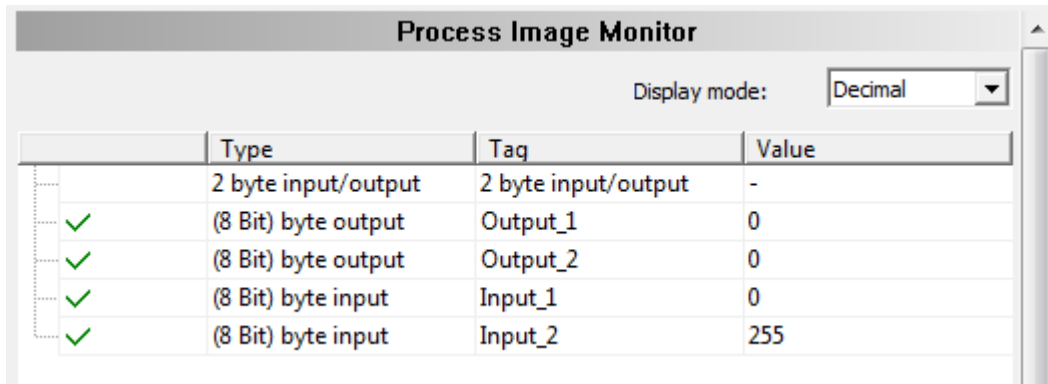 Process Image Monitor
Display mode: Decimal
Type Tag Value
2 byte input/output 2 byte input/output -
(8 Bit) byte output Output_1 0
(8 Bit) byte output Output_2 0
(8 Bit) byte input Input_1 0
(8 Bit) byte input Input_2 255